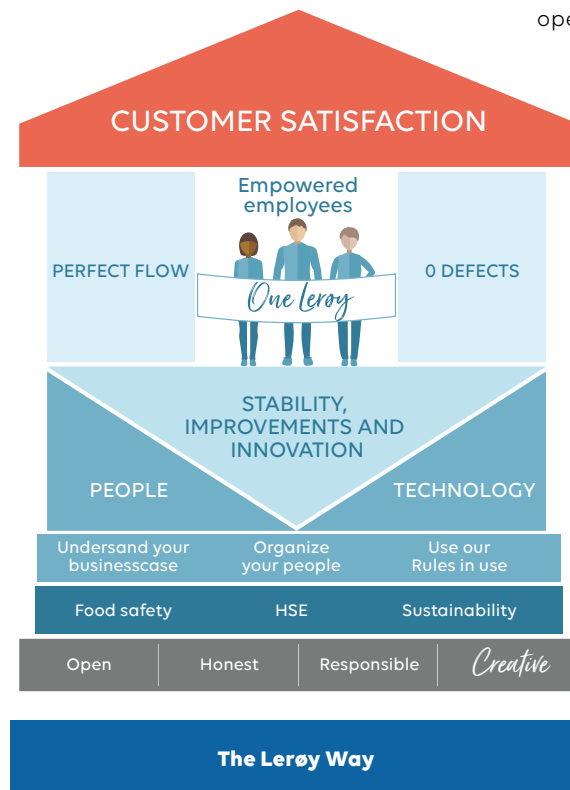 ope
CUSTOMER SATISFACTION
Empowered
employees
PERFECT FLOW
One Lerøy
0 DEFECTS
STABILITY,
IMPROVEMENTS AND
INNOVATION
PEOPLE
TECHNOLOGY
Undersand your
businesscase
Organize
your people
Use our
Rules in use
Food safety
HSE
Sustainability
Open
Honest
Responsible
Creative
The Lerøy Way